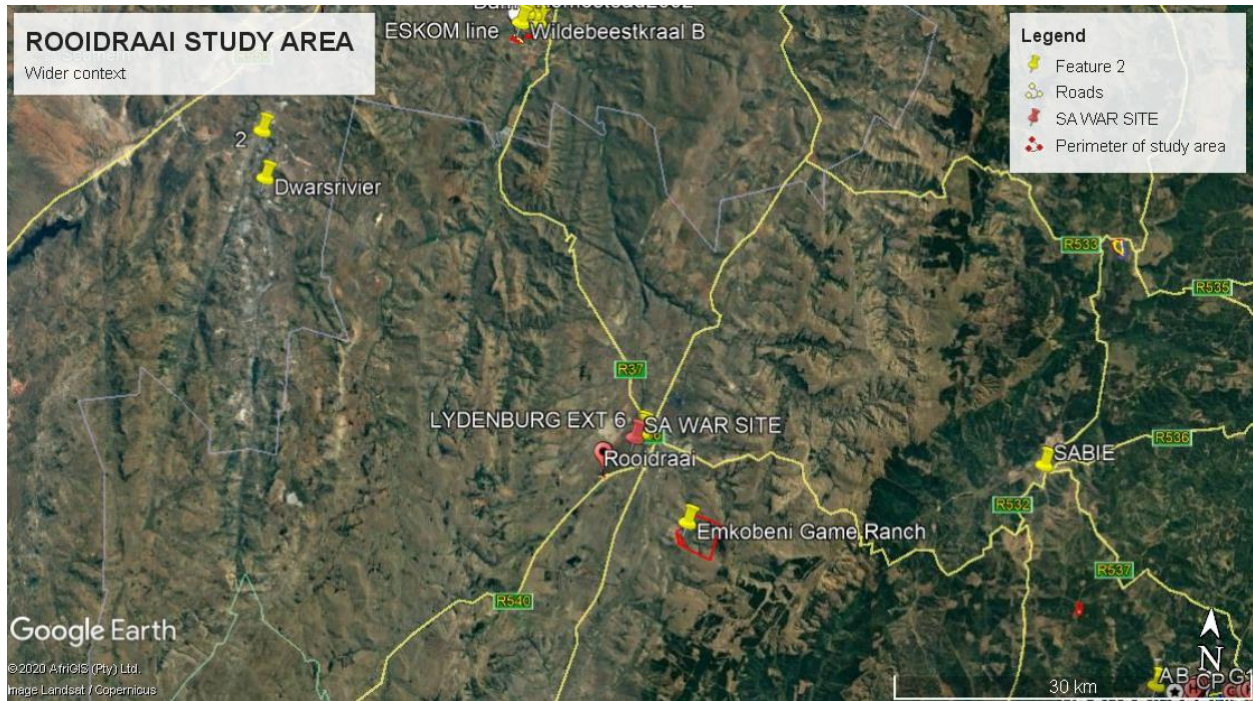 ROOIDRAAI STUDY AREA
Wider context
Legend
Feature 2
Roads
SA WAR SITE
Perimeter of study area
ESKOM line
Wildebeestkraal B
2
Dwarsrivier
R533
R535
R37
LYDENBURG EXT 6
SA WAR SITE
Rooidraai
R536
SABIE
R532
Emkobeni Game Ranch
R537
R540
Google Earth
©2020 AfriGIS (Pty) Ltd.
Image Landsat / Copernicus
N
30 km
AB
CP